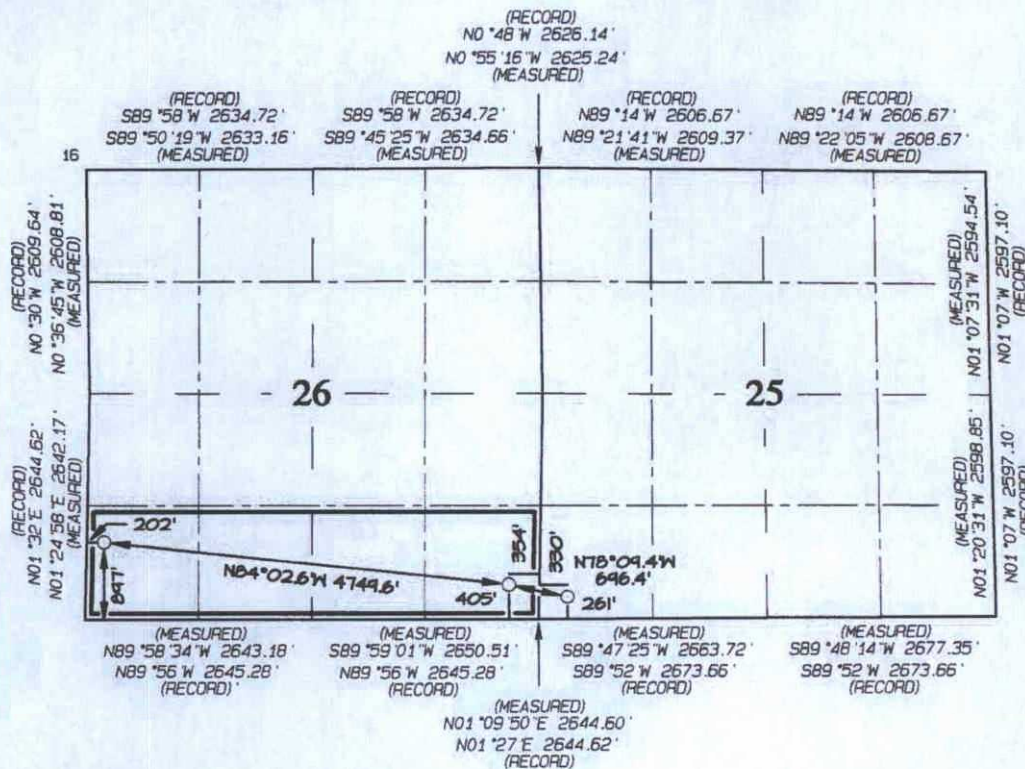 (RECORD)
N0 °48 'W 2626.14'
N0 °55 '16 "W 2625.24'
(MEASURED)
(RECORD)
S89 °58 'W 2634.72 '
S89 °50 '19 "W 2633.16 '
(MEASURED)
(RECORD)
S89 °58 'W 2634.72 '
S89 °45 '25 "W 2634.66 '
(MEASURED)
(RECORD)
N89 °14 'W 2606.67 '
N89 °21 '41 "W 2609.37 '
(MEASURED)
(RECORD)
N89 °14 'W 2606.67 '
N89 °22 '05 "W 2608.67 '
(MEASURED)
16
(RECORD)
N0 °30 'W 2609.64 '
N0 °36 '45 "W 2608.81 '
(MEASURED)
(MEASURED)
N01 °07 '31 "W 2594.54 '
N01 °07 'W 2597.10 '
(RECORD)
26
25
(RECORD)
N01 °32 'E 2644.62 '
N01 °24 '58 "E 2642.17 '
(MEASURED)
(MEASURED)
N01 °20 '31 "W 2598.85 '
N01 °07 'W 2597.10 '
(RECORD)
202'
897'
N84°02.6'W 4749.6'
354'
330'
N78°09.4'W
696.4'
405'
261'
(MEASURED)
N89 °58 '34 "W 2643.18 '
N89 °56 'W 2645.28 '
(RECORD) '
(MEASURED)
S89 °59 '01 "W 2650.51 '
N89 °56 'W 2645.28 '
(RECORD)
(MEASURED)
S89 °47 '25 "W 2663.72 '
S89 °52 'W 2673.66 '
(RECORD)
(MEASURED)
S89 °48 '14 "W 2677.35 '
S89 °52 'W 2673.66 '
(RECORD)
(MEASURED)
N01 °09 '50 "E 2644.60 '
N01 °27 'E 2644.62 '
(RECORD)